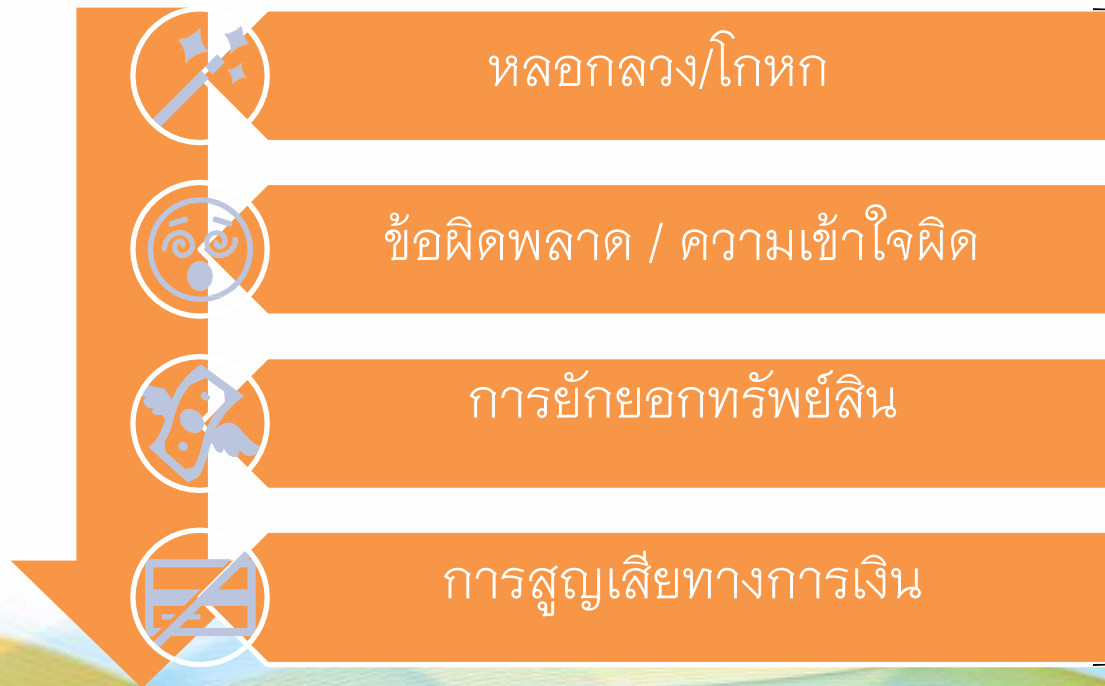 หลอกลวง/โกหก
ข้อผิดพลาด / ความเข้าใจผิด
การยักยอกทรัพย์สิน
การสูญเสียทางการเงิน